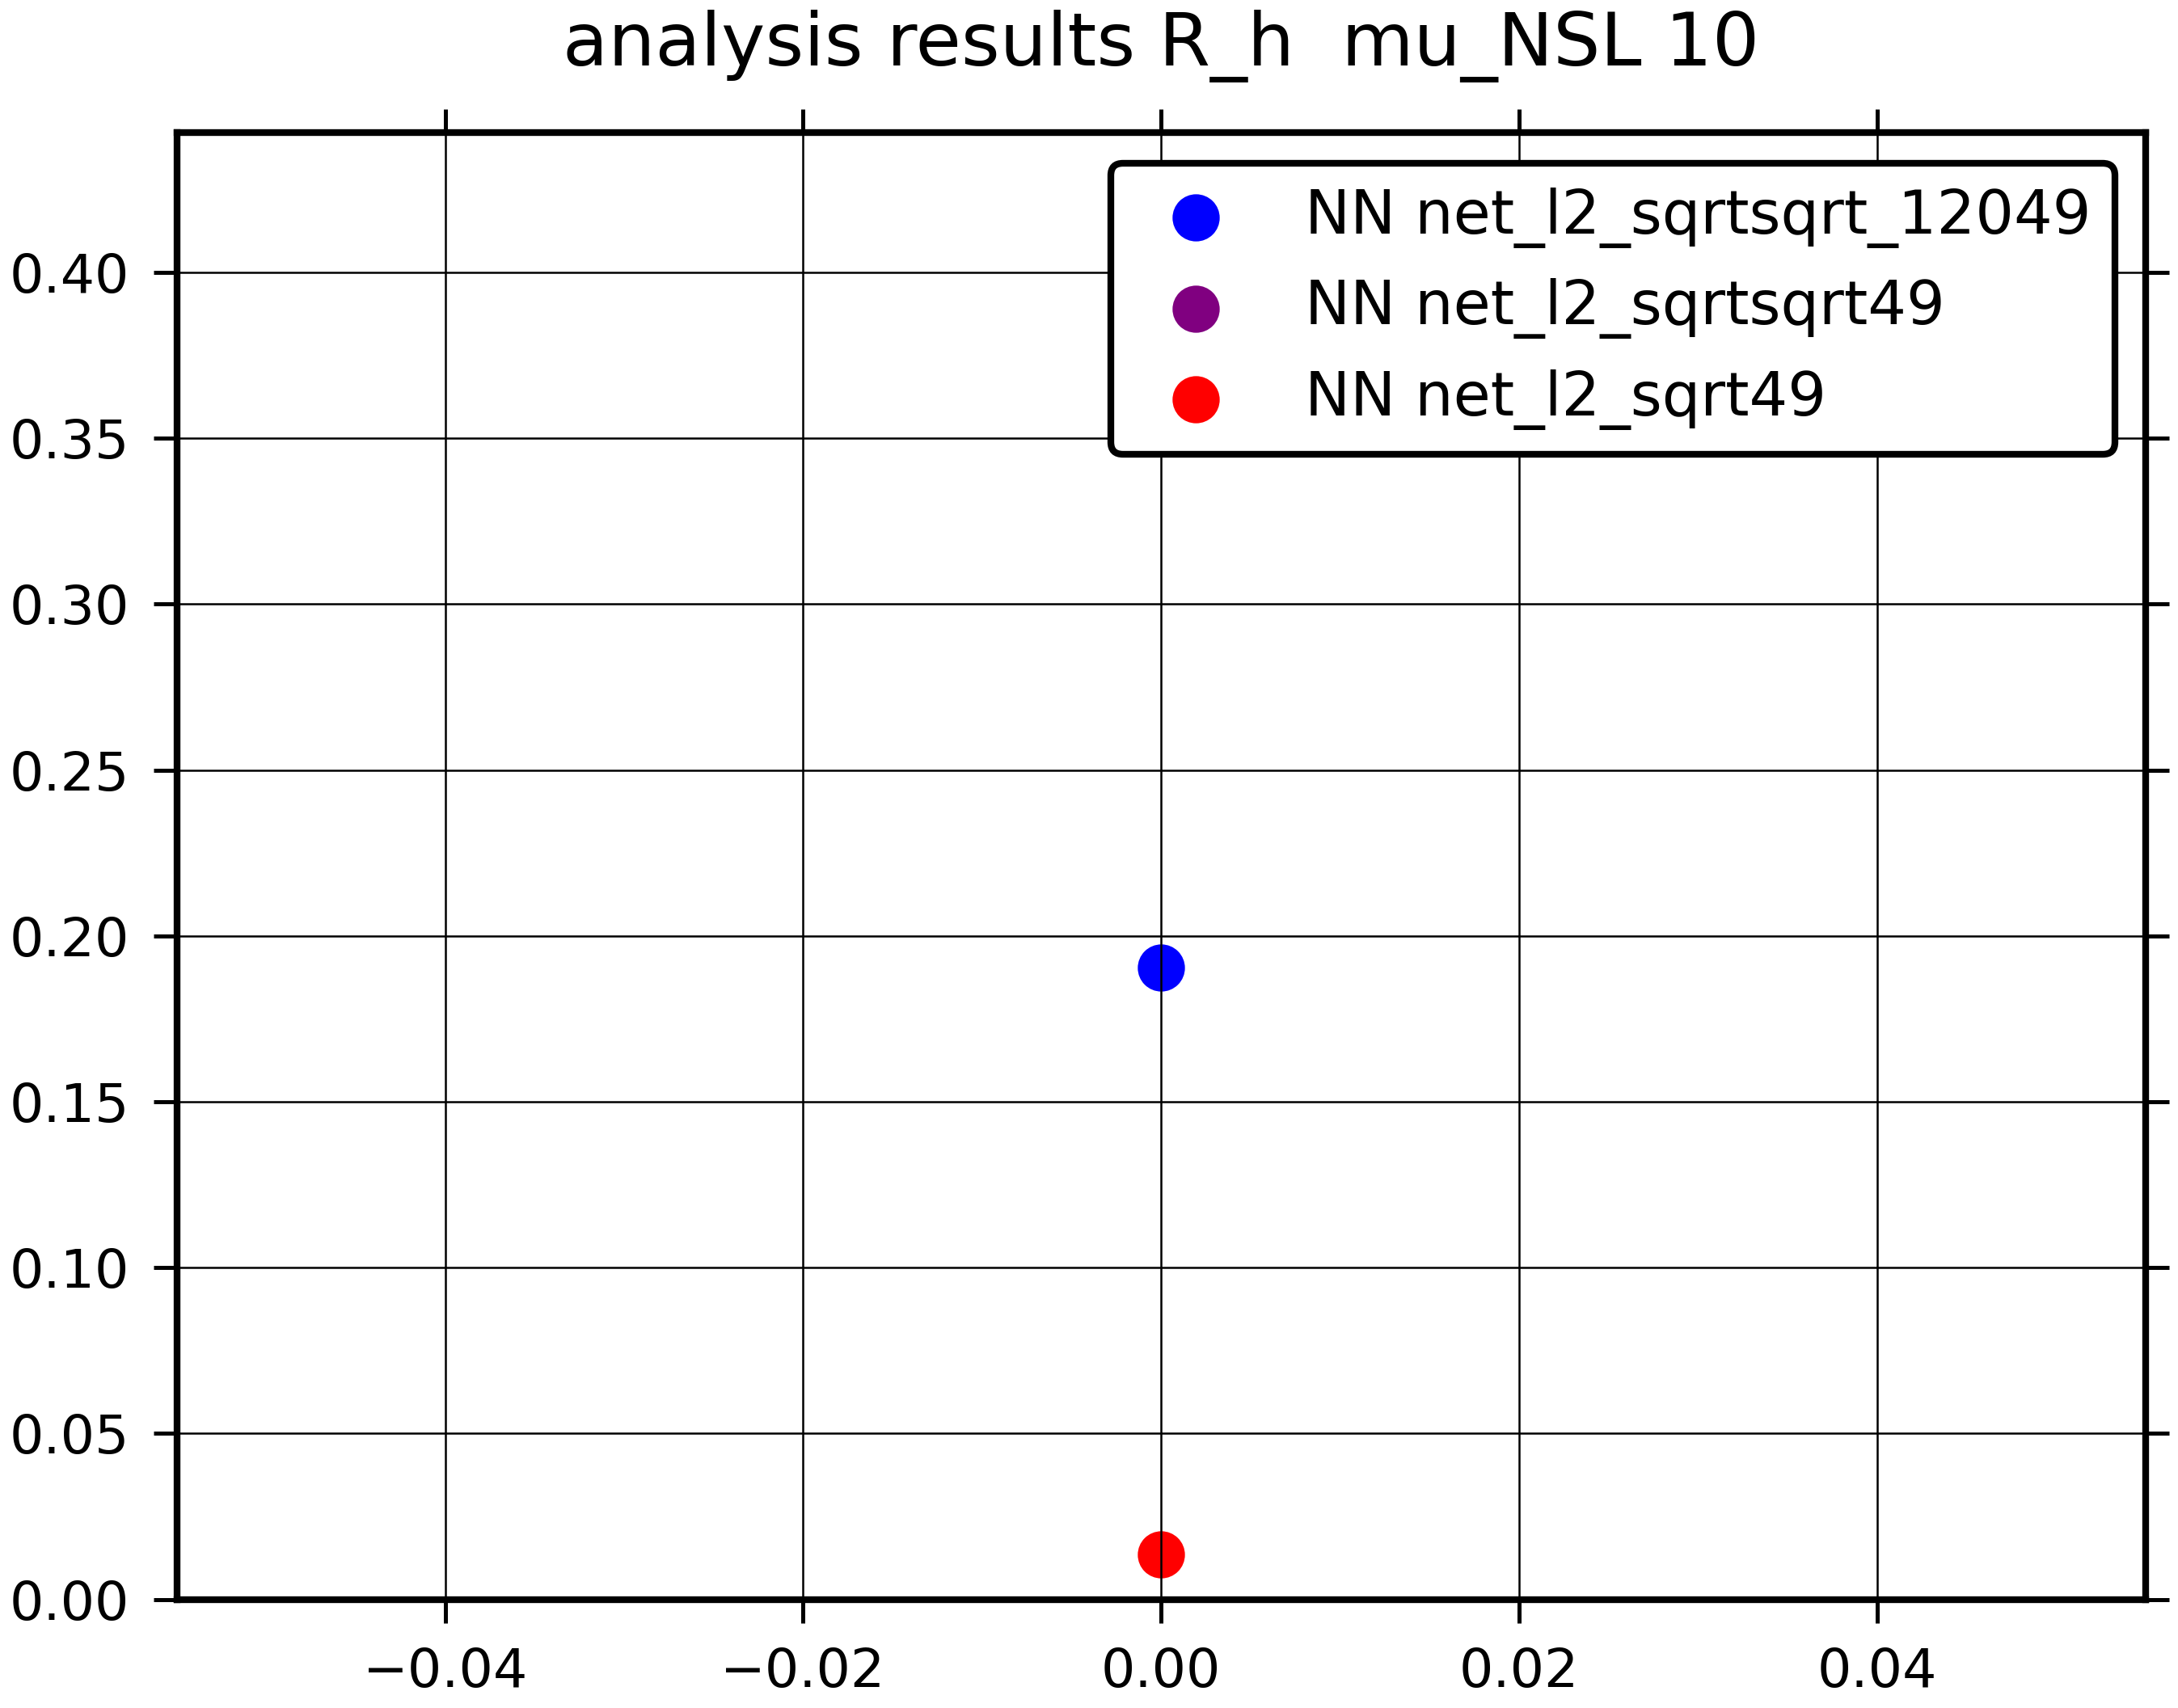 analysis results R_h  mu_NSL 10
NN net_l2_sqrtsqrt_12049
NN net_l2_sqrtsqrt49
NN net_l2_sqrt49
0.40
0.35
0.30
0.25
0.20
0.15
0.10
0.05
0.00
−0.04 −0.02 0.00 0.02 0.04